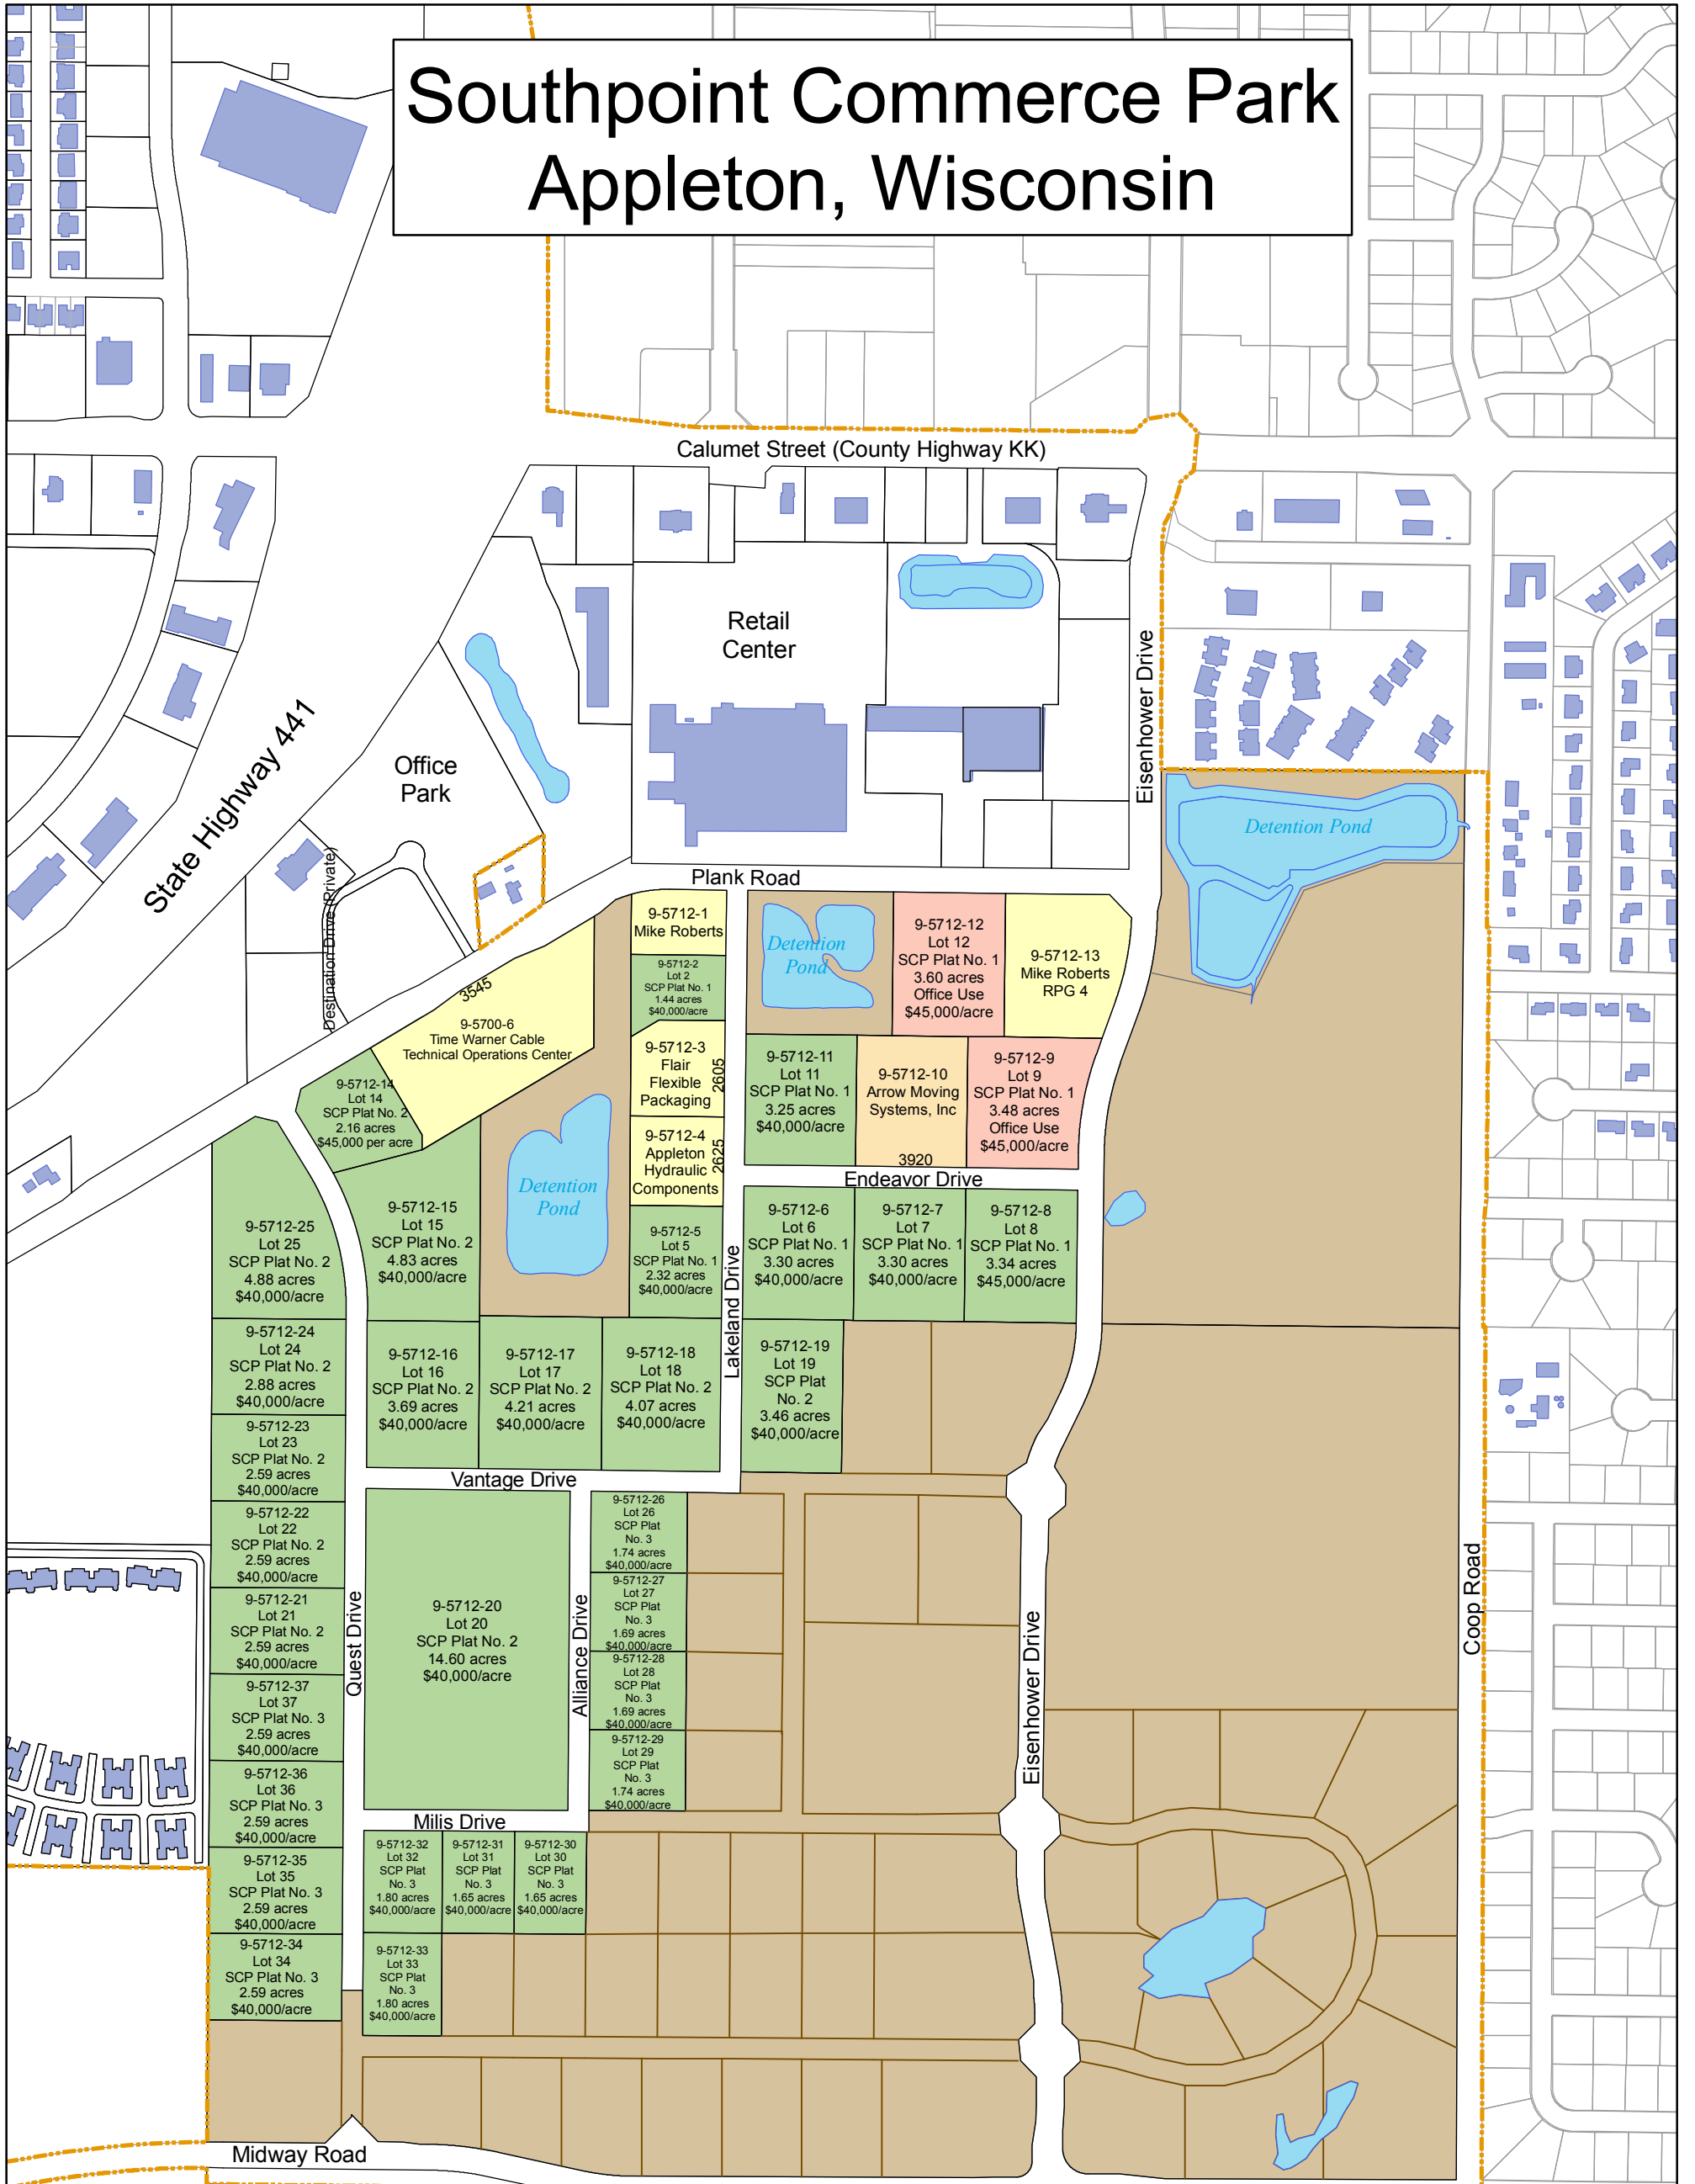 Southpoint Commerce Park
Appleton, Wisconsin
Calumet Street (County Highway KK)
Retail
Center
Eisenhower Drive
State Highway 441
Office
Park
Detention Pond
Destination Drive (Private)
Plank Road
3545
9-5700-6
Time Warner Cable
Technical Operations Center
9-5712-1
Mike Roberts
9-5712-2
Lot 2
SCP Plat No. 1
1.44 acres
$40,000/acre
9-5712-3
Flair
Flexible
Packaging
2605
9-5712-4
Appleton
Hydraulic
Components
2625
9-5712-5
Lot 5
SCP Plat No. 1
2.32 acres
$40,000/acre
Detention
Pond
9-5712-12
Lot 12
SCP Plat No. 1
3.60 acres
Office Use
$45,000/acre
9-5712-13
Mike Roberts
RPG 4
9-5712-11
Lot 11
SCP Plat No. 1
3.25 acres
$40,000/acre
9-5712-10
Arrow Moving
Systems, Inc
3920
9-5712-9
Lot 9
SCP Plat No. 1
3.48 acres
Office Use
$45,000/acre
Endeavor Drive
9-5712-14
Lot 14
SCP Plat No. 2
2.16 acres
$45,000 per acre
Detention
Pond
9-5712-15
Lot 15
SCP Plat No. 2
4.83 acres
$40,000/acre
9-5712-25
Lot 25
SCP Plat No. 2
4.88 acres
$40,000/acre
Lakeland Drive
9-5712-6
Lot 6
SCP Plat No. 1
3.30 acres
$40,000/acre
9-5712-7
Lot 7
SCP Plat No. 1
3.30 acres
$40,000/acre
9-5712-8
Lot 8
SCP Plat No. 1
3.34 acres
$45,000/acre
9-5712-24
Lot 24
SCP Plat No. 2
2.88 acres
$40,000/acre
9-5712-16
Lot 16
SCP Plat No. 2
3.69 acres
$40,000/acre
9-5712-17
Lot 17
SCP Plat No. 2
4.21 acres
$40,000/acre
9-5712-18
Lot 18
SCP Plat No. 2
4.07 acres
$40,000/acre
9-5712-19
Lot 19
SCP Plat
No. 2
3.46 acres
$40,000/acre
9-5712-23
Lot 23
SCP Plat No. 2
2.59 acres
$40,000/acre
Vantage Drive
9-5712-22
Lot 22
SCP Plat No. 2
2.59 acres
$40,000/acre
9-5712-21
Lot 21
SCP Plat No. 2
2.59 acres
$40,000/acre
Quest Drive
9-5712-20
Lot 20
SCP Plat No. 2
14.60 acres
$40,000/acre
Alliance Drive
9-5712-26
Lot 26
SCP Plat
No. 3
1.74 acres
$40,000/acre
9-5712-27
Lot 27
SCP Plat
No. 3
1.69 acres
$40,000/acre
9-5712-28
Lot 28
SCP Plat
No. 3
1.69 acres
$40,000/acre
9-5712-29
Lot 29
SCP Plat
No. 3
1.74 acres
$40,000/acre
Eisenhower Drive
Coop Road
9-5712-37
Lot 37
SCP Plat No. 3
2.59 acres
$40,000/acre
9-5712-36
Lot 36
SCP Plat No. 3
2.59 acres
$40,000/acre
Milis Drive
9-5712-35
Lot 35
SCP Plat No. 3
2.59 acres
$40,000/acre
9-5712-32
Lot 32
SCP Plat
No. 3
1.80 acres
$40,000/acre
9-5712-31
Lot 31
SCP Plat
No. 3
1.65 acres
$40,000/acre
9-5712-30
Lot 30
SCP Plat
No. 3
1.65 acres
$40,000/acre
9-5712-34
Lot 34
SCP Plat No. 3
2.59 acres
$40,000/acre
9-5712-33
Lot 33
SCP Plat
No. 3
1.80 acres
$40,000/acre
Midway Road